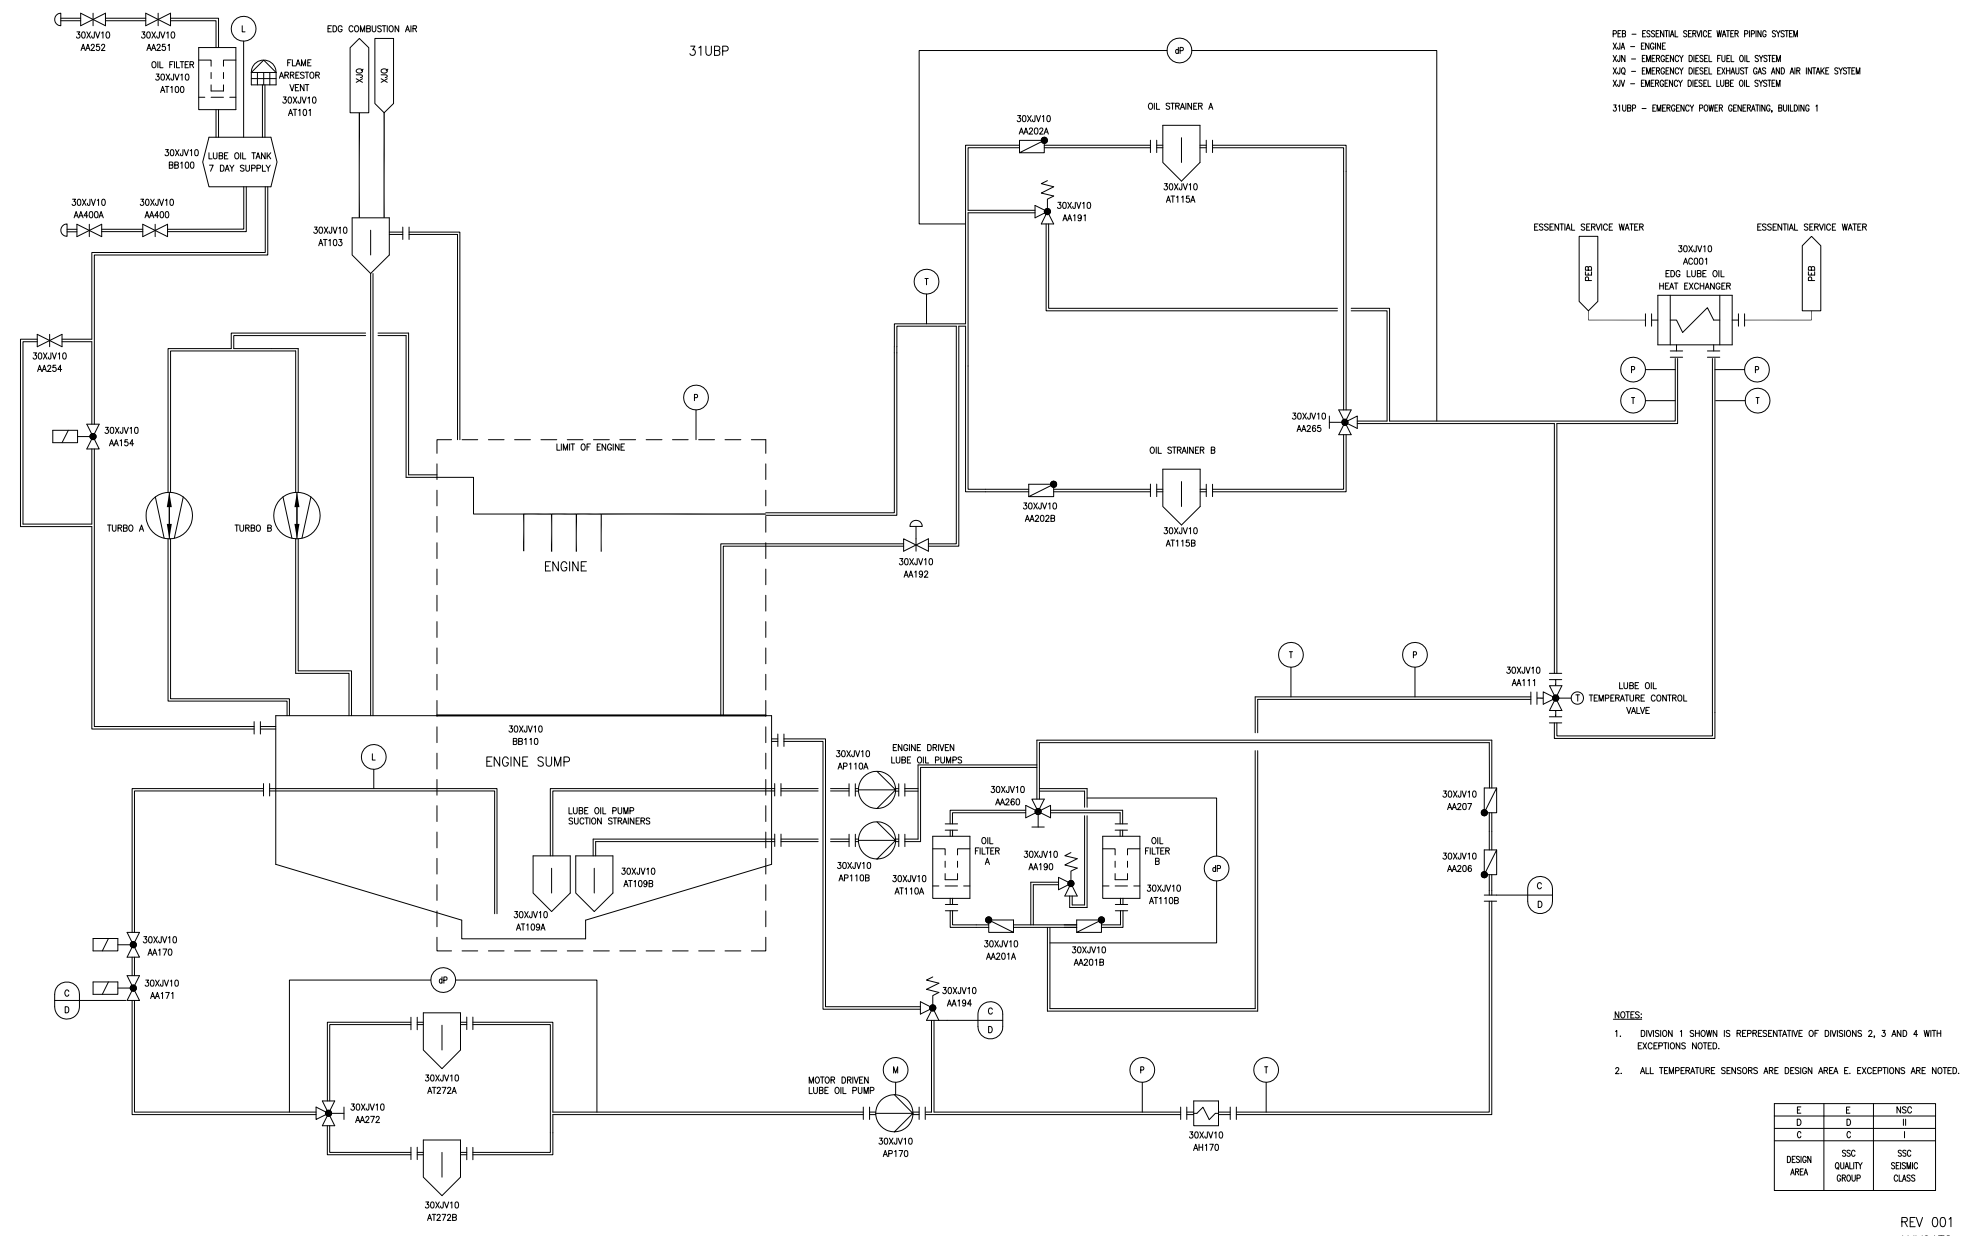 30XJV10
AA252
30XJV10
AA251
L
OIL FILTER
30XJV10
AT100
FLAME
ARRESTOR
VENT
30XJV10
AT101
30XJV10
BB100
LUBE OIL TANK
7 DAY SUPPLY
30XJV10
AA400A
30XJV10
AA400
EDG COMBUSTION AIR
XJQ
XJQ
30XJV10
AT103
31UBP
dP
OIL STRAINER A
30XJV10
AA202A
30XJV10
AT115A
30XJV10
AA191
T
PEB – ESSENTIAL SERVICE WATER PIPING SYSTEM
XJA – ENGINE
XJN – EMERGENCY DIESEL FUEL OIL SYSTEM
XJQ – EMERGENCY DIESEL EXHAUST GAS AND AIR INTAKE SYSTEM
XJV – EMERGENCY DIESEL LUBE OIL SYSTEM
31UBP – EMERGENCY POWER GENERATING, BUILDING 1
ESSENTIAL SERVICE WATER
ESSENTIAL SERVICE WATER
PEB
PEB
30XJV10
AC001
EDG LUBE OIL
HEAT EXCHANGER
P
P
T
T
30XJV10
AA254
30XJV10
AA154
TURBO A
TURBO B
P
LIMIT OF ENGINE
ENGINE
30XJV10
AA265
OIL STRAINER B
30XJV10
AA202B
30XJV10
AT115B
30XJV10
AA192
T
P
30XJV10
AA111
T
LUBE OIL
TEMPERATURE CONTROL
VALVE
30XJV10
BB110
ENGINE SUMP
L
LUBE OIL PUMP
SUCTION STRAINERS
30XJV10
AT109B
30XJV10
AT109A
30XJV10
AP110A
ENGINE DRIVEN
LUBE OIL PUMPS
30XJV10
AP110B
30XJV10
AA260
OIL
FILTER
A
30XJV10
AT110A
30XJV10
AA190
OIL
FILTER
B
30XJV10
AT110B
dP
30XJV10
AA201A
30XJV10
AA201B
30XJV10
AA207
30XJV10
AA206
C
D
30XJV10
AA170
30XJV10
AA171
C
D
dP
30XJV10
AT272A
30XJV10
AA272
30XJV10
AT272B
30XJV10
AA194
C
D
MOTOR DRIVEN
LUBE OIL PUMP
M
30XJV10
AP170
P
T
30XJV10
AH170
NOTES:
1. DIVISION 1 SHOWN IS REPRESENTATIVE OF DIVISIONS 2, 3 AND 4 WITH
EXCEPTIONS NOTED.
2. ALL TEMPERATURE SENSORS ARE DESIGN AREA E. EXCEPTIONS ARE NOTED.
E E NSC
D D II
C C I
DESIGN
AREA
SSC
QUALITY
GROUP
SSC
SEISMIC
CLASS
REV 001